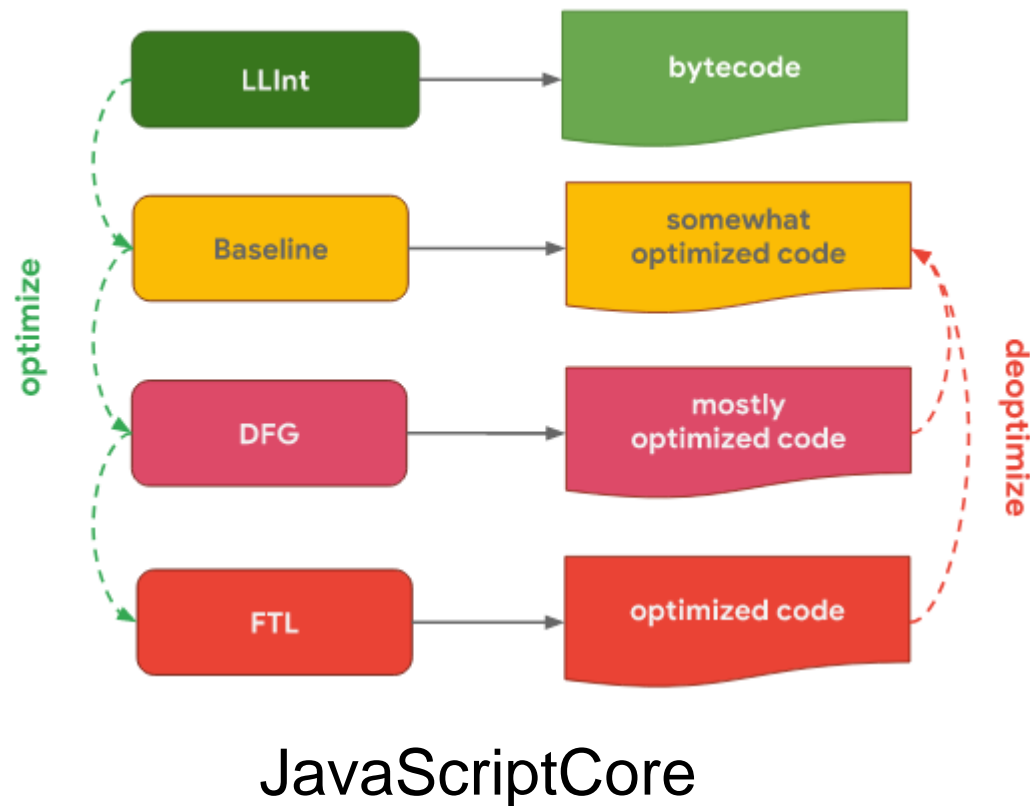 LLInt
bytecode
Baseline
somewhat
optimized code
optimize
deoptimize
DFG
mostly
optimized code
FTL
optimized code
JavaScriptCore